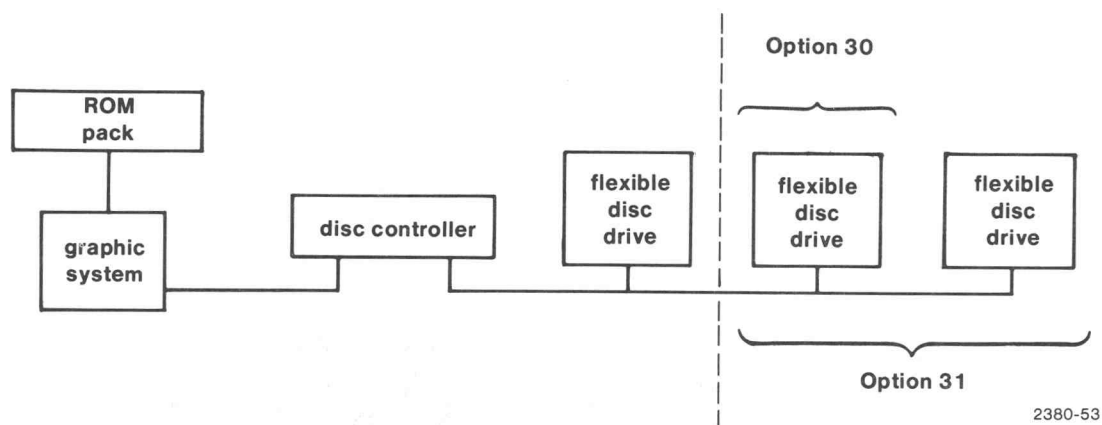 Option 30
ROM
pack
flexible
disc
drive
flexible
disc
drive
flexible
disc
drive
graphic
system
disc controller
Option 31
2380-53